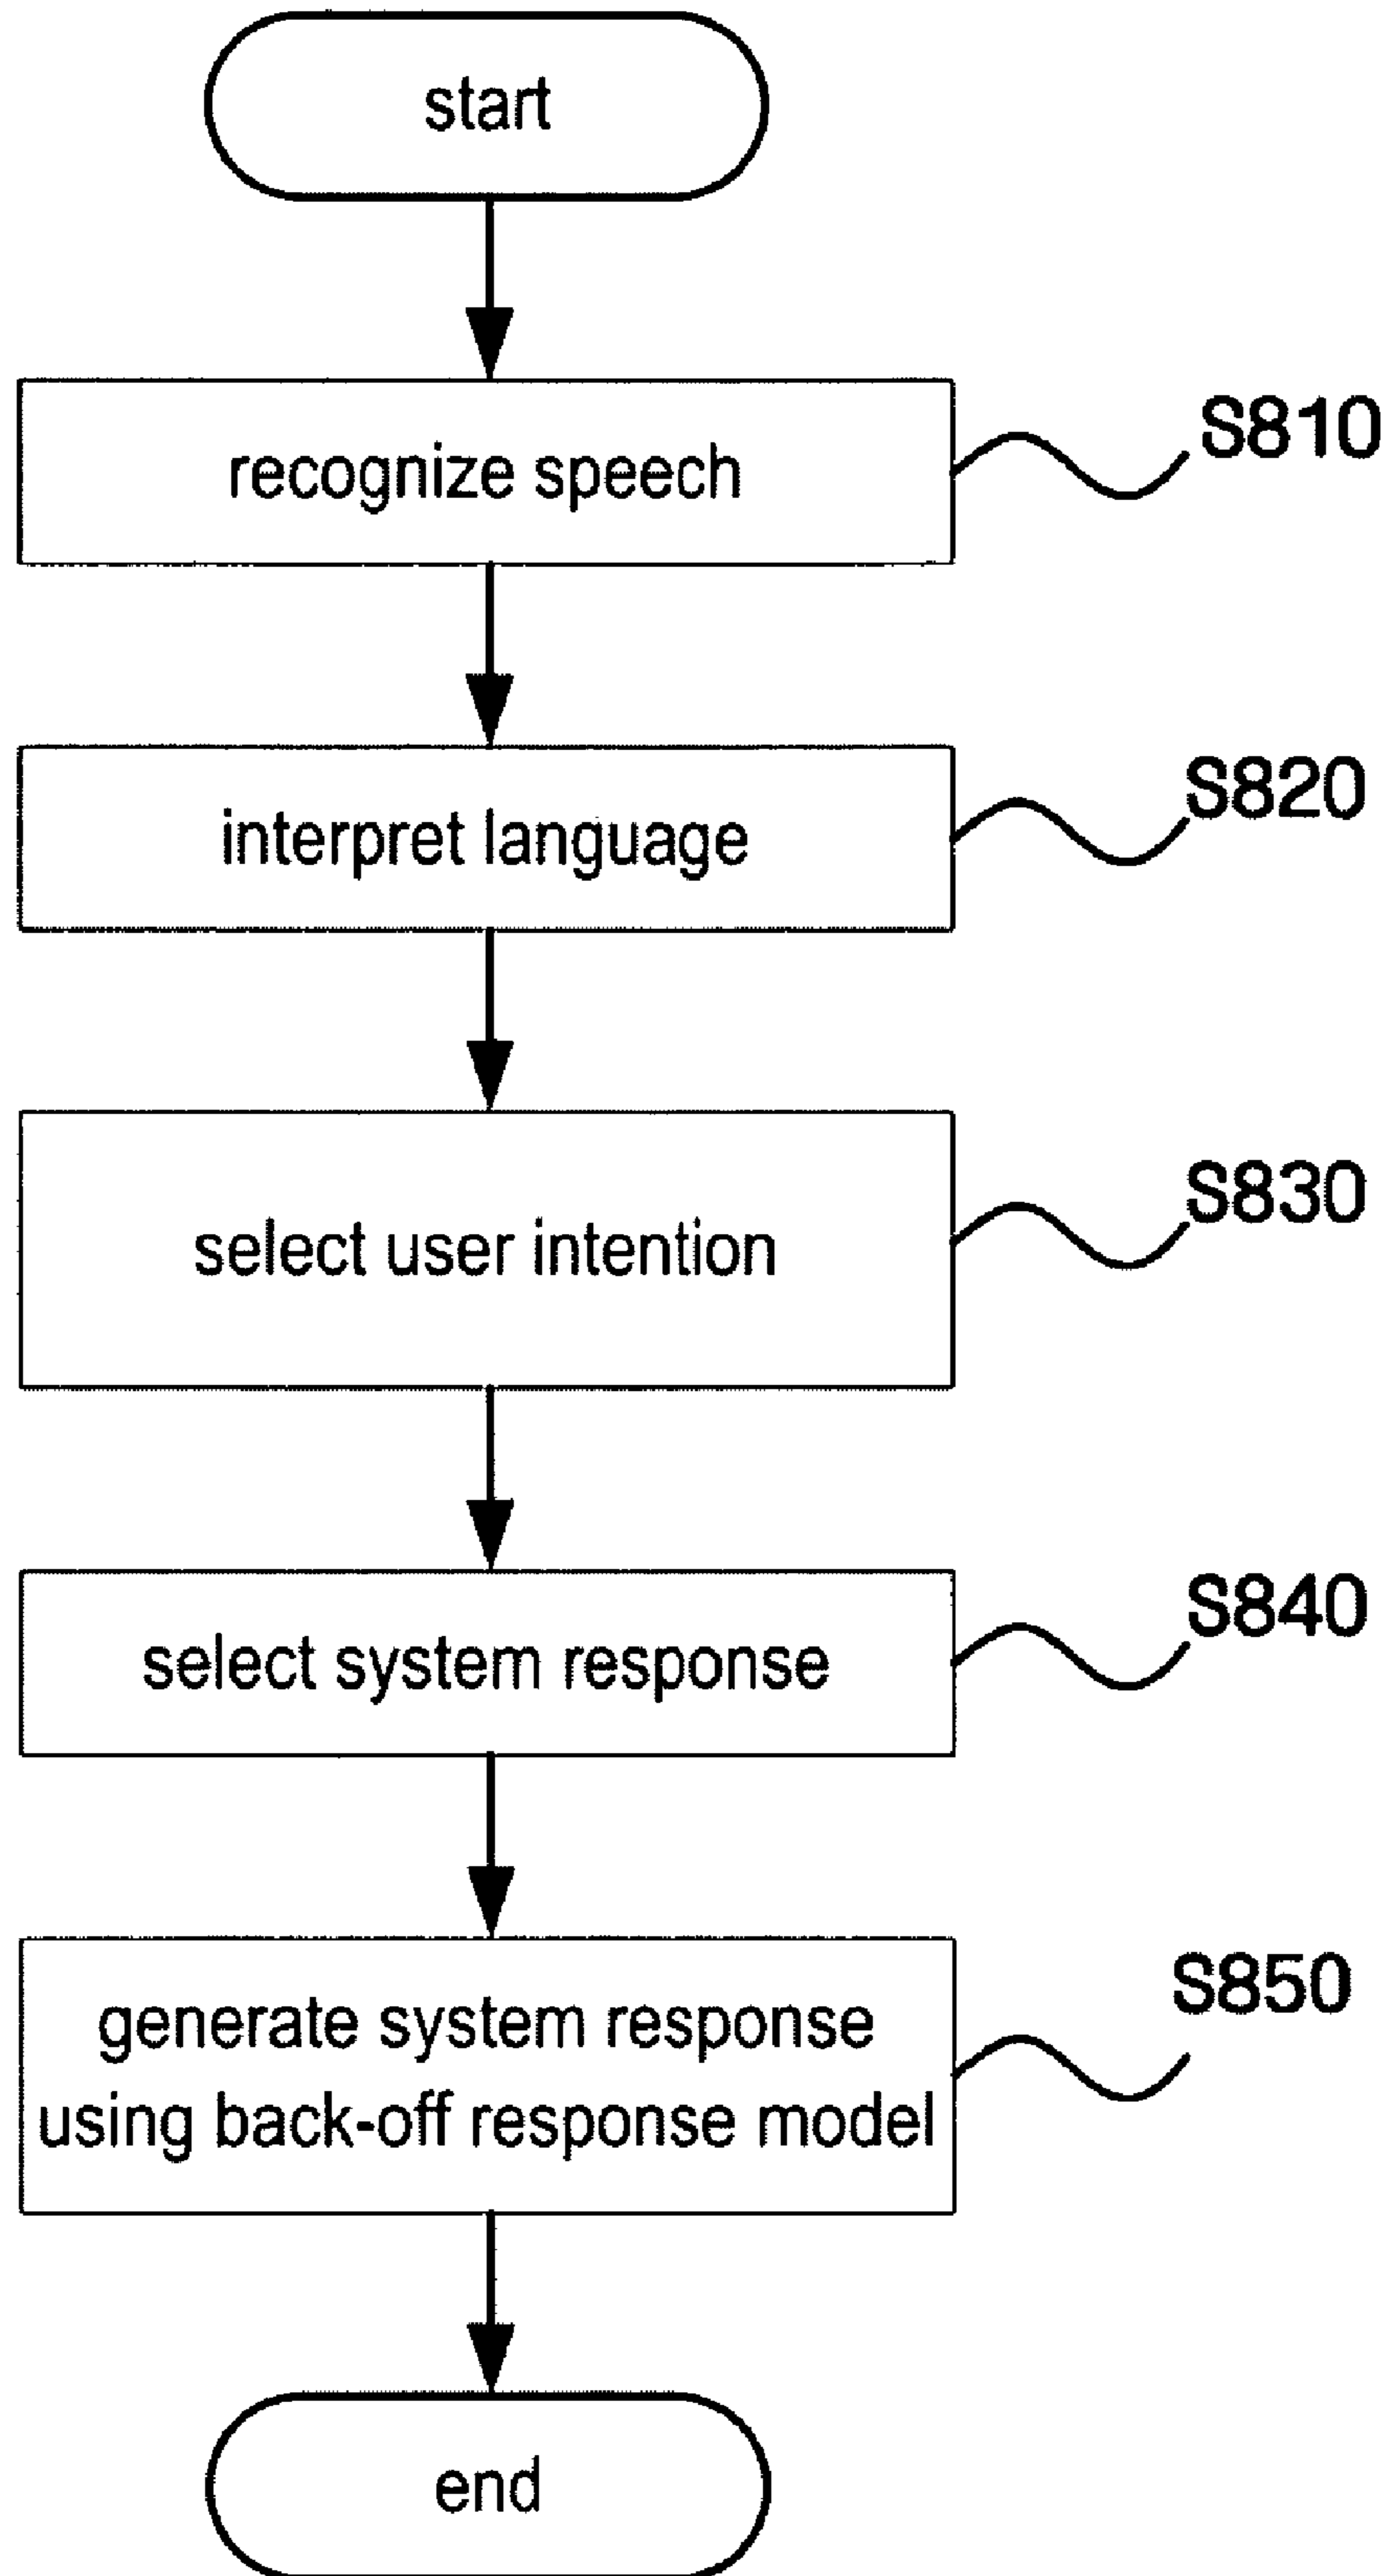 start
recognize speech
S810
interpret language
S820
select user intention
S830
select system response
S840
generate system response
using back-off response model
S850
end